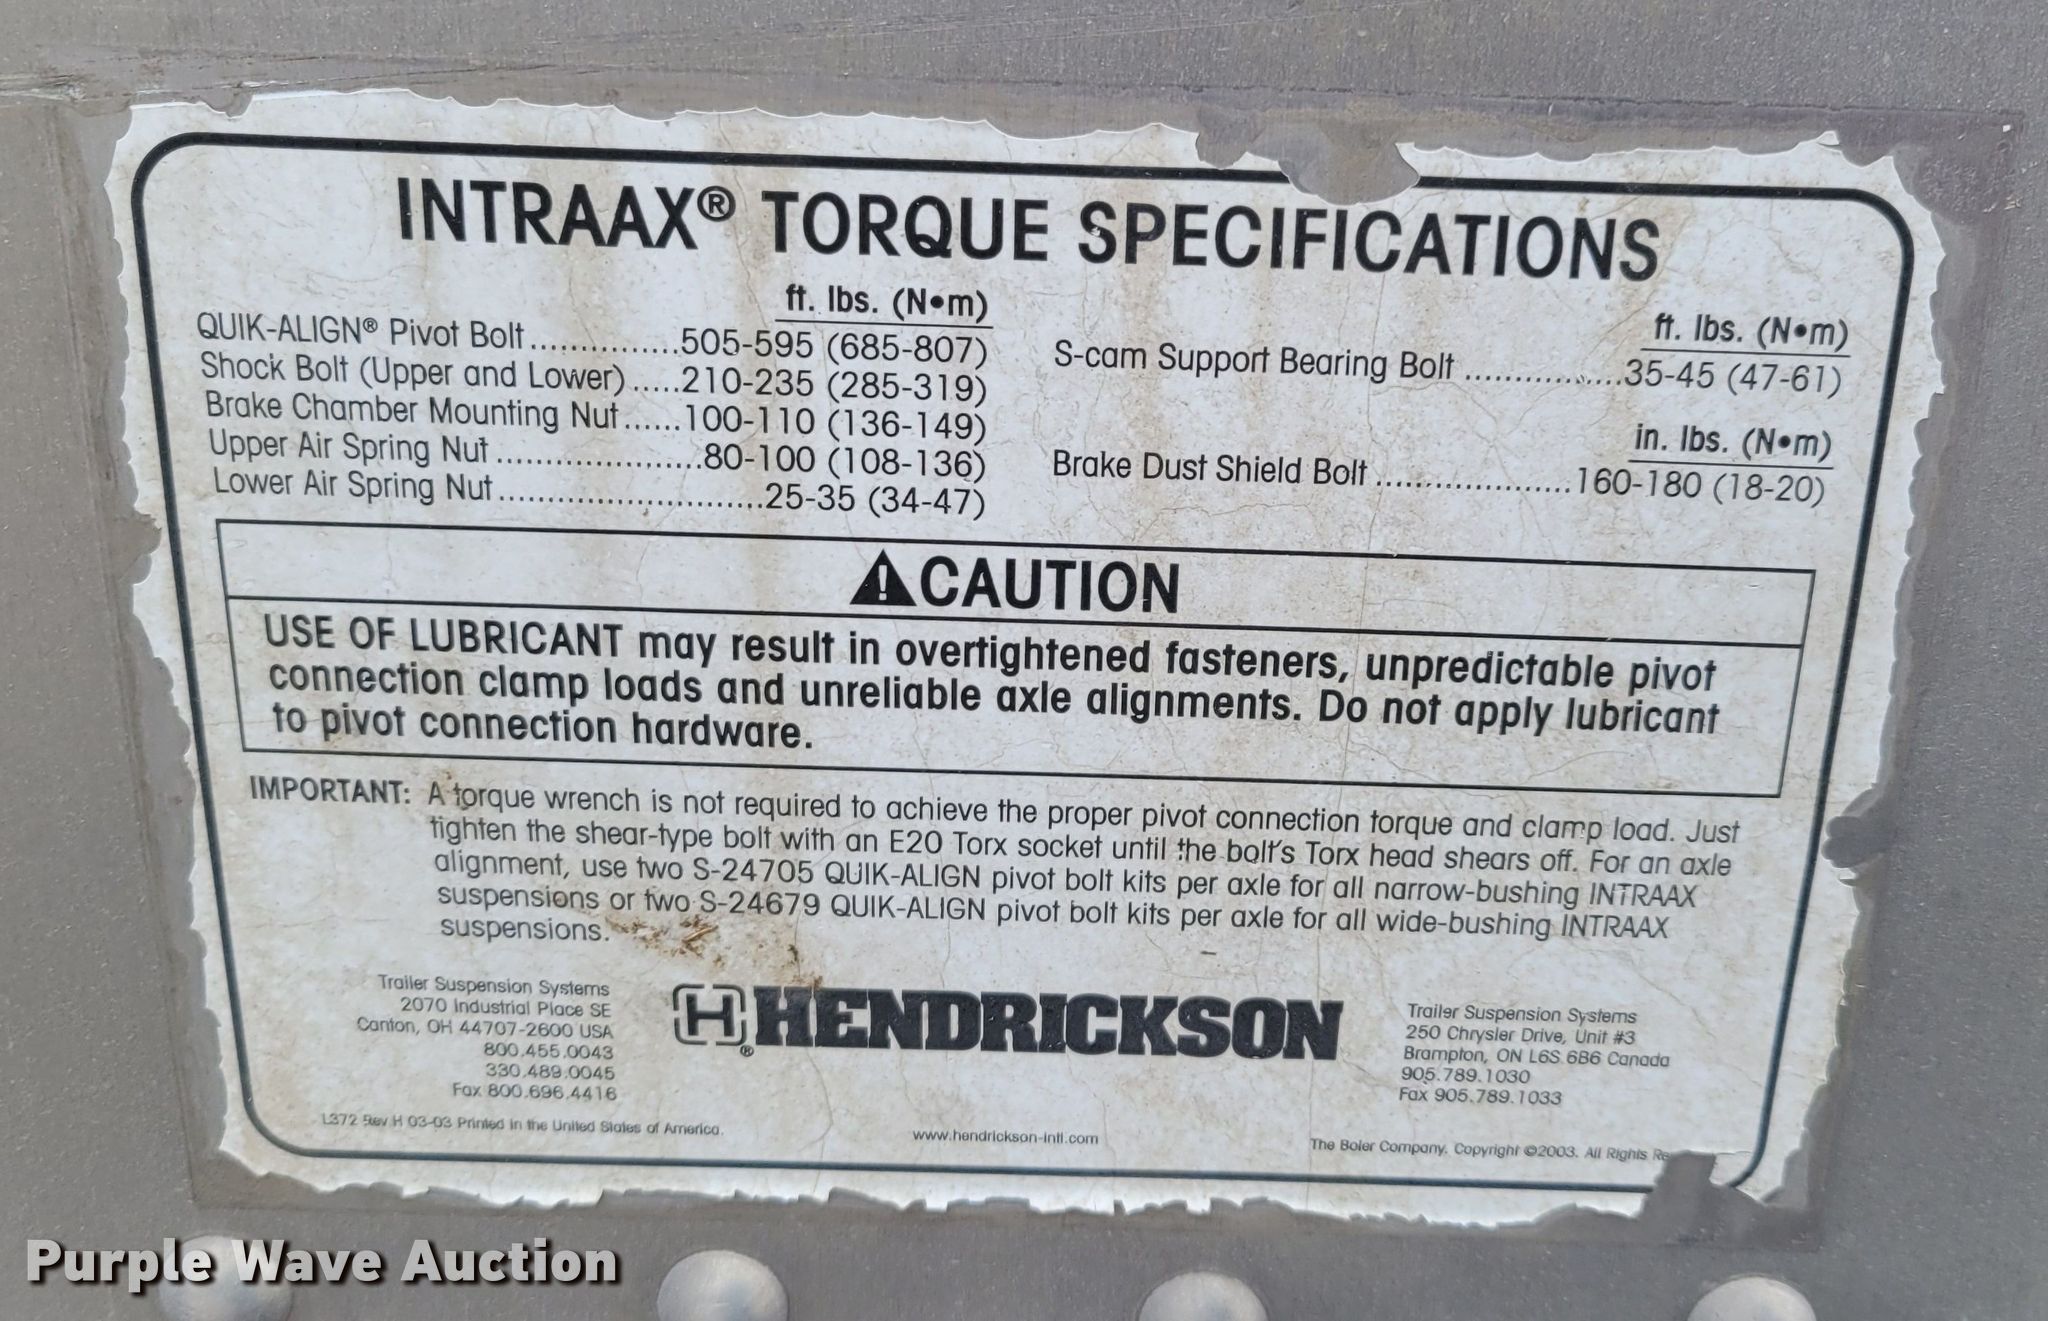 INTRAAX® TORQUE SPECIFICATIONS
ft. lbs. (N•m)
QUIK-ALIGN® Pivot Bolt...............505-595 (685-807)
Shock Bolt (Upper and Lower).....210-235 (285-319)
Brake Chamber Mounting Nut......100-110 (136-149)
Upper Air Spring Nut.....................80-100 (108-136)
Lower Air Spring Nut...........................25-35 (34-47)
ft. lbs. (N•m)
S-cam Support Bearing Bolt ................35-45 (47-61)
in. lbs. (N•m)
Brake Dust Shield Bolt....................160-180 (18-20)
⚠CAUTION
USE OF LUBRICANT may result in overtightened fasteners, unpredictable pivot
connection clamp loads and unreliable axle alignments. Do not apply lubricant
to pivot connection hardware.
IMPORTANT: A torque wrench is not required to achieve the proper pivot connection torque and clamp load. Just
tighten the shear-type bolt with an E20 Torx socket until the bolt's Torx head shears off. For an axle
alignment, use two S-24705 QUIK-ALIGN pivot bolt kits per axle for all narrow-bushing INTRAAX
suspensions or two S-24679 QUIK-ALIGN pivot bolt kits per axle for all wide-bushing INTRAAX
suspensions.
Trailer Suspension Systems
2070 Industrial Place SE
Canton, OH 44707-2600 USA
800.455.0043
330.489.0045
Fax 800.696.4416
H® HENDRICKSON
Trailer Suspension Systems
250 Chrysler Drive, Unit #3
Brampton, ON L6S 6B6 Canada
905.789.1030
Fax 905.789.1033
L372 Rev H 03-03 Printed in the United States of America.
www.hendrickson-intl.com
The Boler Company. Copyright ©2003. All Rights Re
Purple Wave Auction